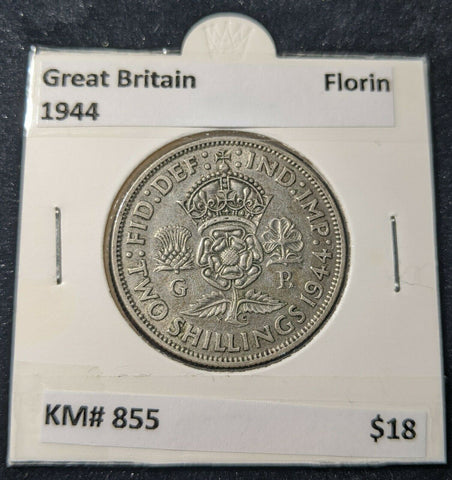 Great Britain Florin
1944
FID: DEF: IND: IMP: 1944
G R
TWO SHILLINGS
KM# 855 $18